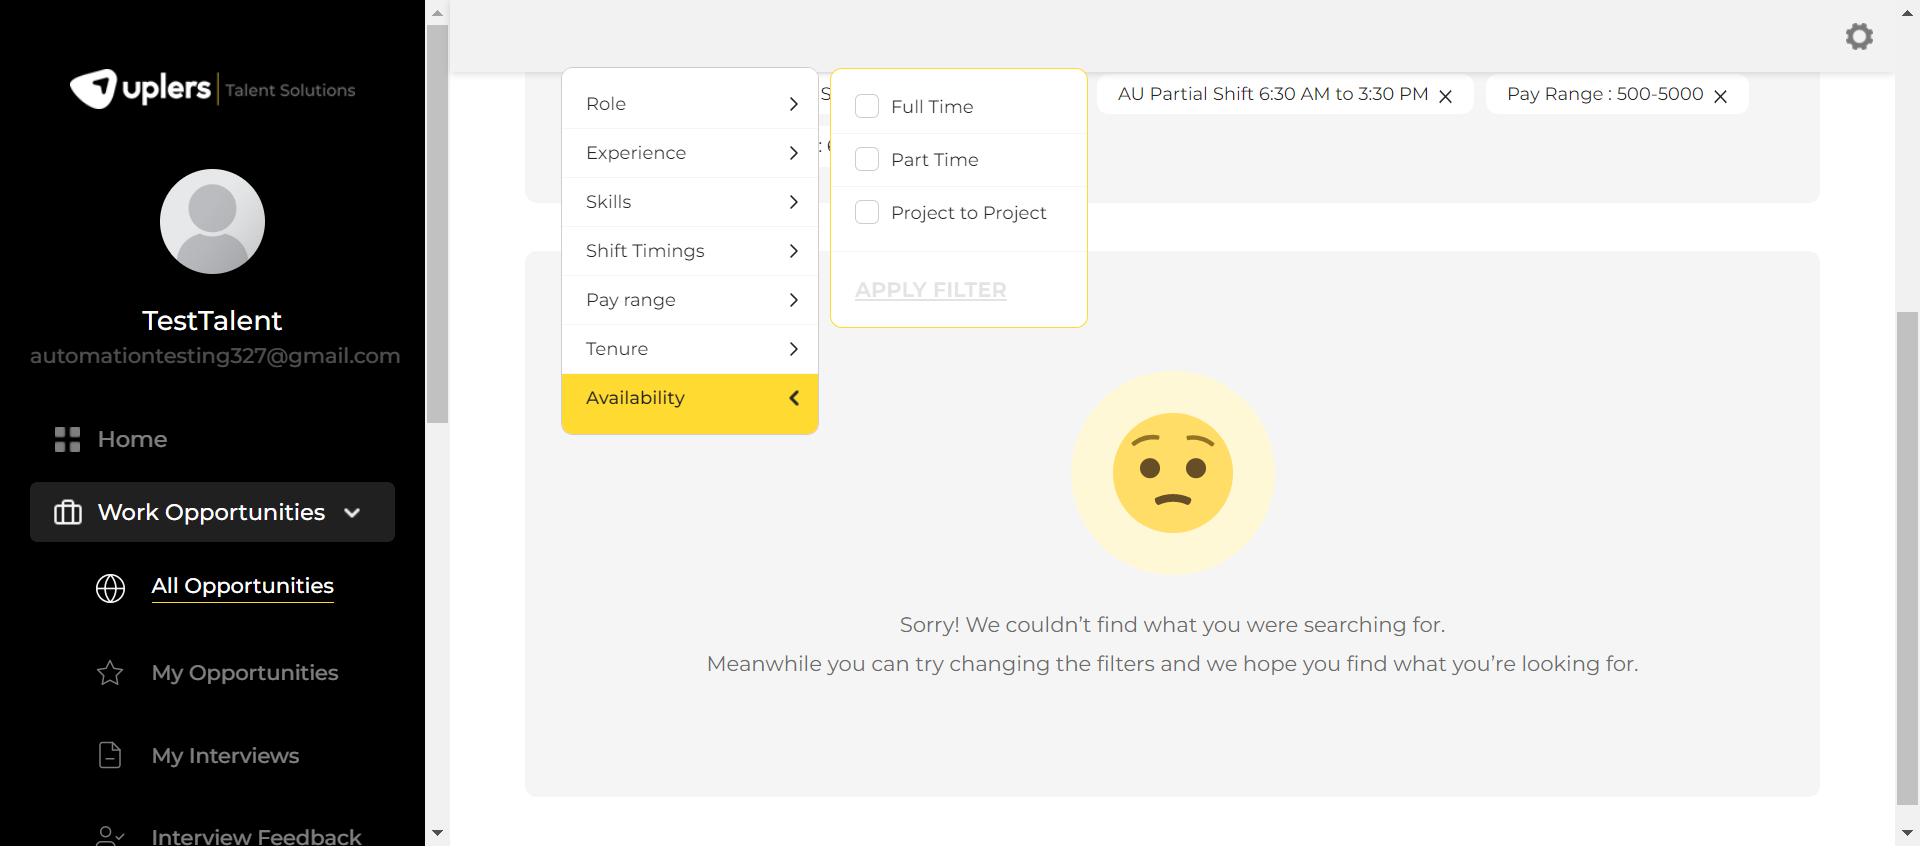 uplers | Talent Solutions
TestTalent
automationtesting327@gmail.com
Home
Work Opportunities
All Opportunities
My Opportunities
My Interviews
Interview Feedback
Role
Experience
Skills
Shift Timings
Pay range
Tenure
Availability
Full Time
Part Time
Project to Project
APPLY FILTER
AU Partial Shift 6:30 AM to 3:30 PM
Pay Range : 500-5000
Sorry! We couldn’t find what you were searching for.
Meanwhile you can try changing the filters and we hope you find what you’re looking for.